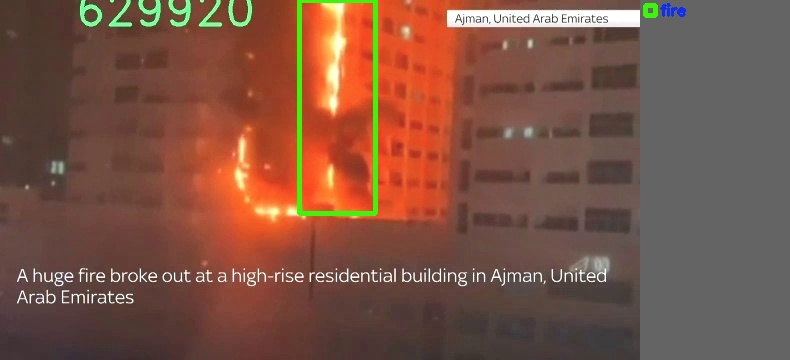 629920
Ajman, United Arab Emirates
fire
A huge fire broke out at a high-rise residential building in Ajman, United
Arab Emirates